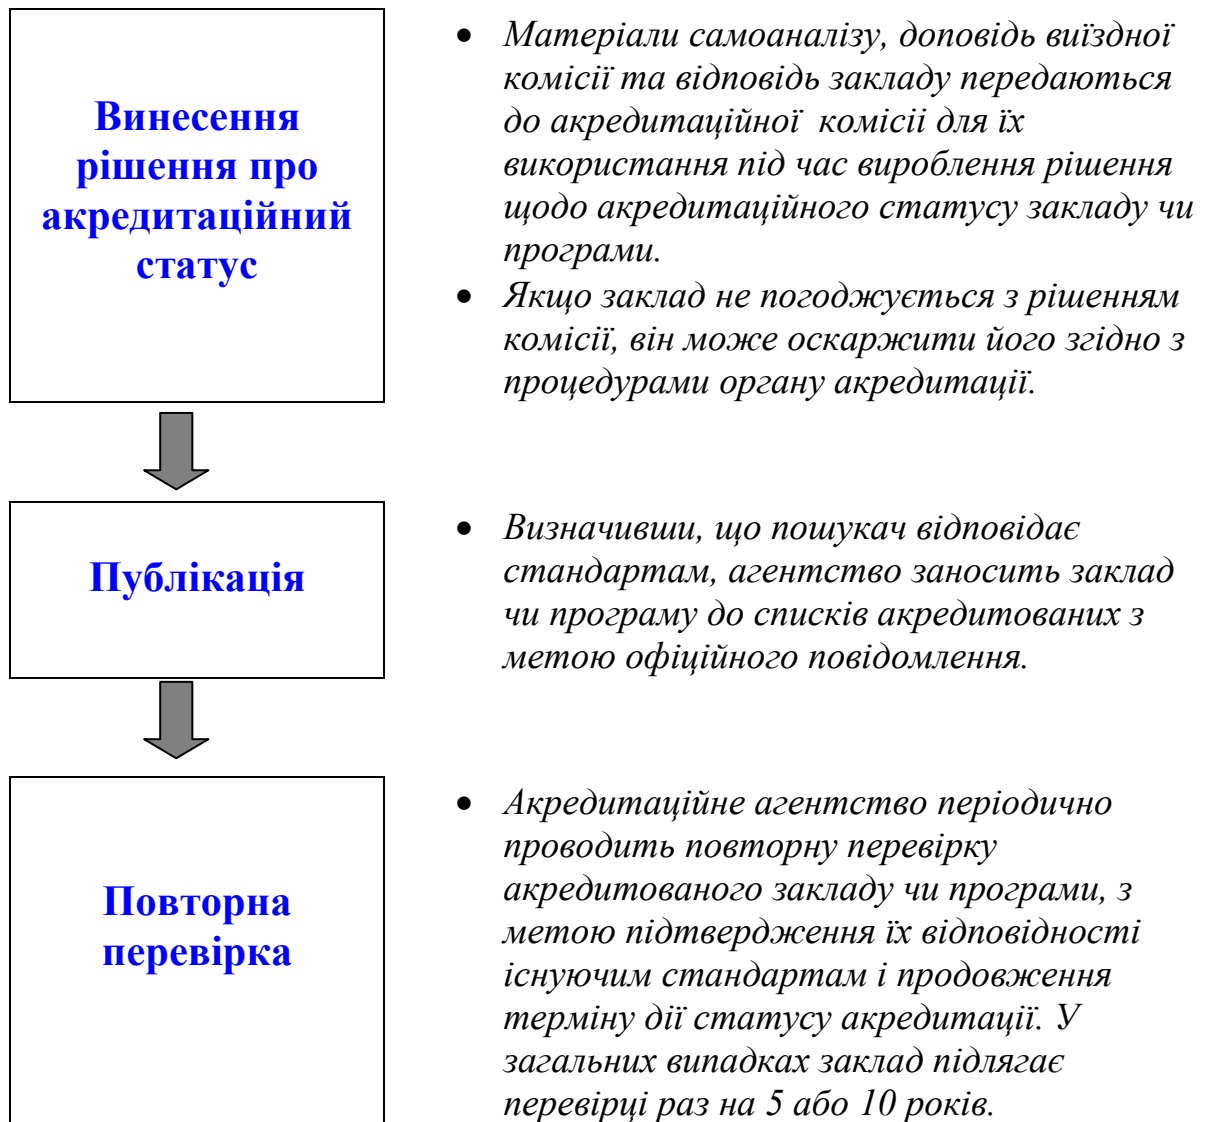 Винесення
рішення про
акредитаційний
статус
• Матеріали самоаналізу, доповідь виїздної
комісії та відповідь закладу передаються
до акредитаційної комісіі для їх
використання під час вироблення рішення
щодо акредитаційного статусу закладу чи
програми.
• Якщо заклад не погоджується з рішенням
комісії, він може оскаржити його згідно з
процедурами органу акредитації.
Публікація
• Визначивши, що пошукач відповідає
стандартам, агентство заносить заклад
чи програму до списків акредитованих з
метою офіційного повідомлення.
Повторна
перевірка
• Акредитаційне агентство періодично
проводить повторну перевірку
акредитованого закладу чи програми, з
метою підтвердження їх відповідності
існуючим стандартам і продовження
терміну дії статусу акредитації. У
загальних випадках заклад підлягає
перевірці раз на 5 або 10 років.